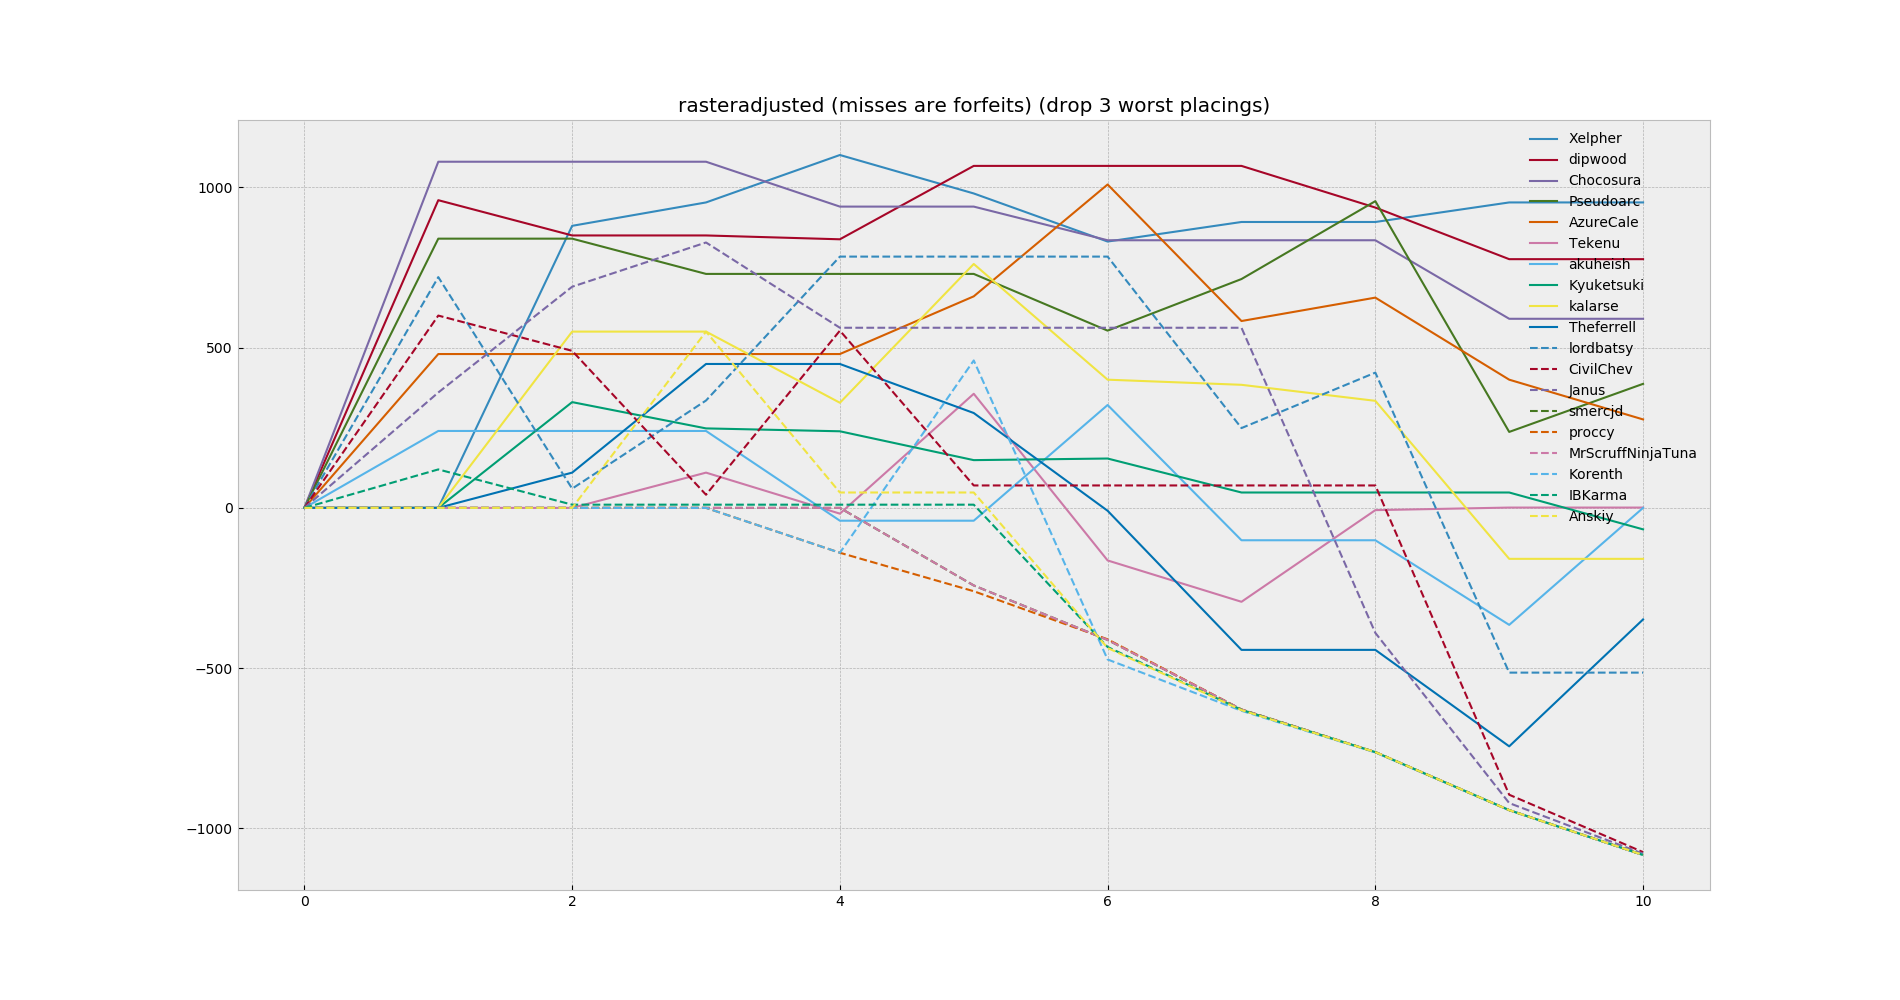 rasteradjusted (misses are forfeits) (drop 3 worst placings)
1000
500
0
−500
−1000
0 2 4 6 8 10
Xelpher
dipwood
Chocosura
Pseudoarc
AzureCale
Tekenu
akuheish
Kyuketsuki
kalarse
Theferrell
lordbatsy
CivilChev
Janus
smercjd
proccy
MrScruffNinjaTuna
Korenth
IBKarma
Anskiy